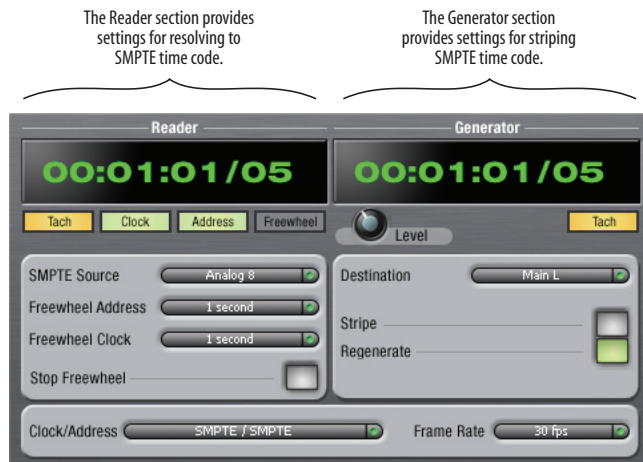 The Reader section provides
settings for resolving to
SMPTE time code.
The Generator section
provides settings for striping
SMPTE time code.
Reader
00:01:01/05
Tach Clock Address Freewheel
SMPTE Source Analog 8
Freewheel Address 1 second
Freewheel Clock 1 second
Stop Freewheel
Generator
00:01:01/05
Level
Tach
Destination Main L
Stripe
Regenerate
Clock/Address SMPTE / SMPTE Frame Rate 30 fps